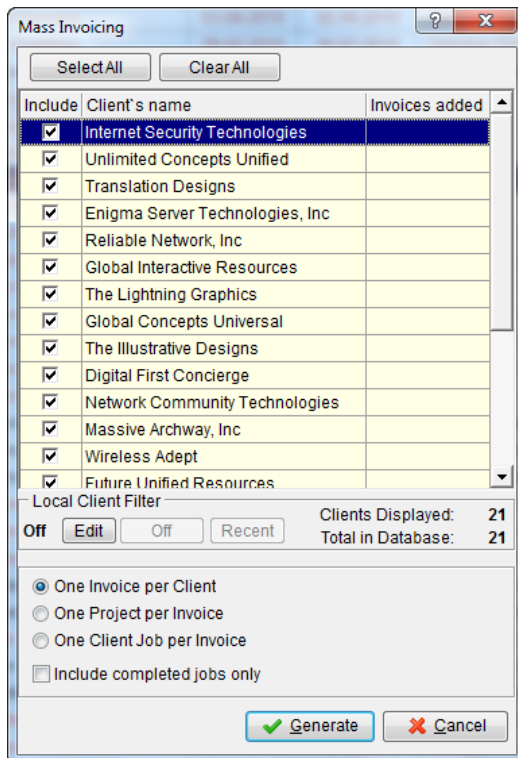 Mass Invoicing ? X
Select All Clear All
Include Client`s name Invoices added
Internet Security Technologies
Unlimited Concepts Unified
Translation Designs
Enigma Server Technologies, Inc
Reliable Network, Inc
Global Interactive Resources
The Lightning Graphics
Global Concepts Universal
The Illustrative Designs
Digital First Concierge
Network Community Technologies
Massive Archway, Inc
Wireless Adept
Future Unified Resources
Local Client Filter
Off Edit Off Recent
Clients Displayed: 21
Total in Database: 21
One Invoice per Client
One Project per Invoice
One Client Job per Invoice
Include completed jobs only
Generate Cancel